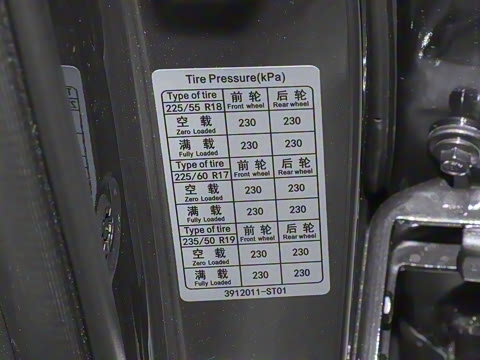 Tire Pressure(kPa)
Type of tire 前 轮 后 轮
225/55 R18 Front wheel Rear wheel
空 载 230 230
Zero Loaded
满 载 230 230
Fully Loaded
Type of tire 前 轮 后 轮
225/60 R17 Front wheel Rear wheel
空 载 230 230
Zero Loaded
满 载 230 230
Fully Loaded
Type of tire 前 轮 后 轮
235/50 R19 Front wheel Rear wheel
空 载 230 230
Zero Loaded
满 载 230 230
Fully Loaded
3912011-ST01